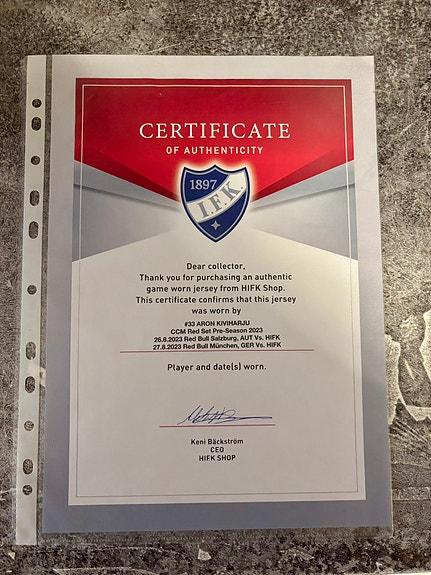 CERTIFICATE
OF AUTHENTICITY
1897
I.F.K.
Dear collector,
Thank you for purchasing an authentic
game worn jersey from HIFK Shop.
This certificate confirms that this jersey
was worn by
#33 ARON KIVIHARJU
CCM Red Set Pre-Season 2023
26.8.2023 Red Bull Salzburg, AUT Vs. HIFK
27.8.2023 Red Bull München, GER Vs. HIFK
Player and date(s) worn.
Keni Bäckström
CEO
HIFK SHOP